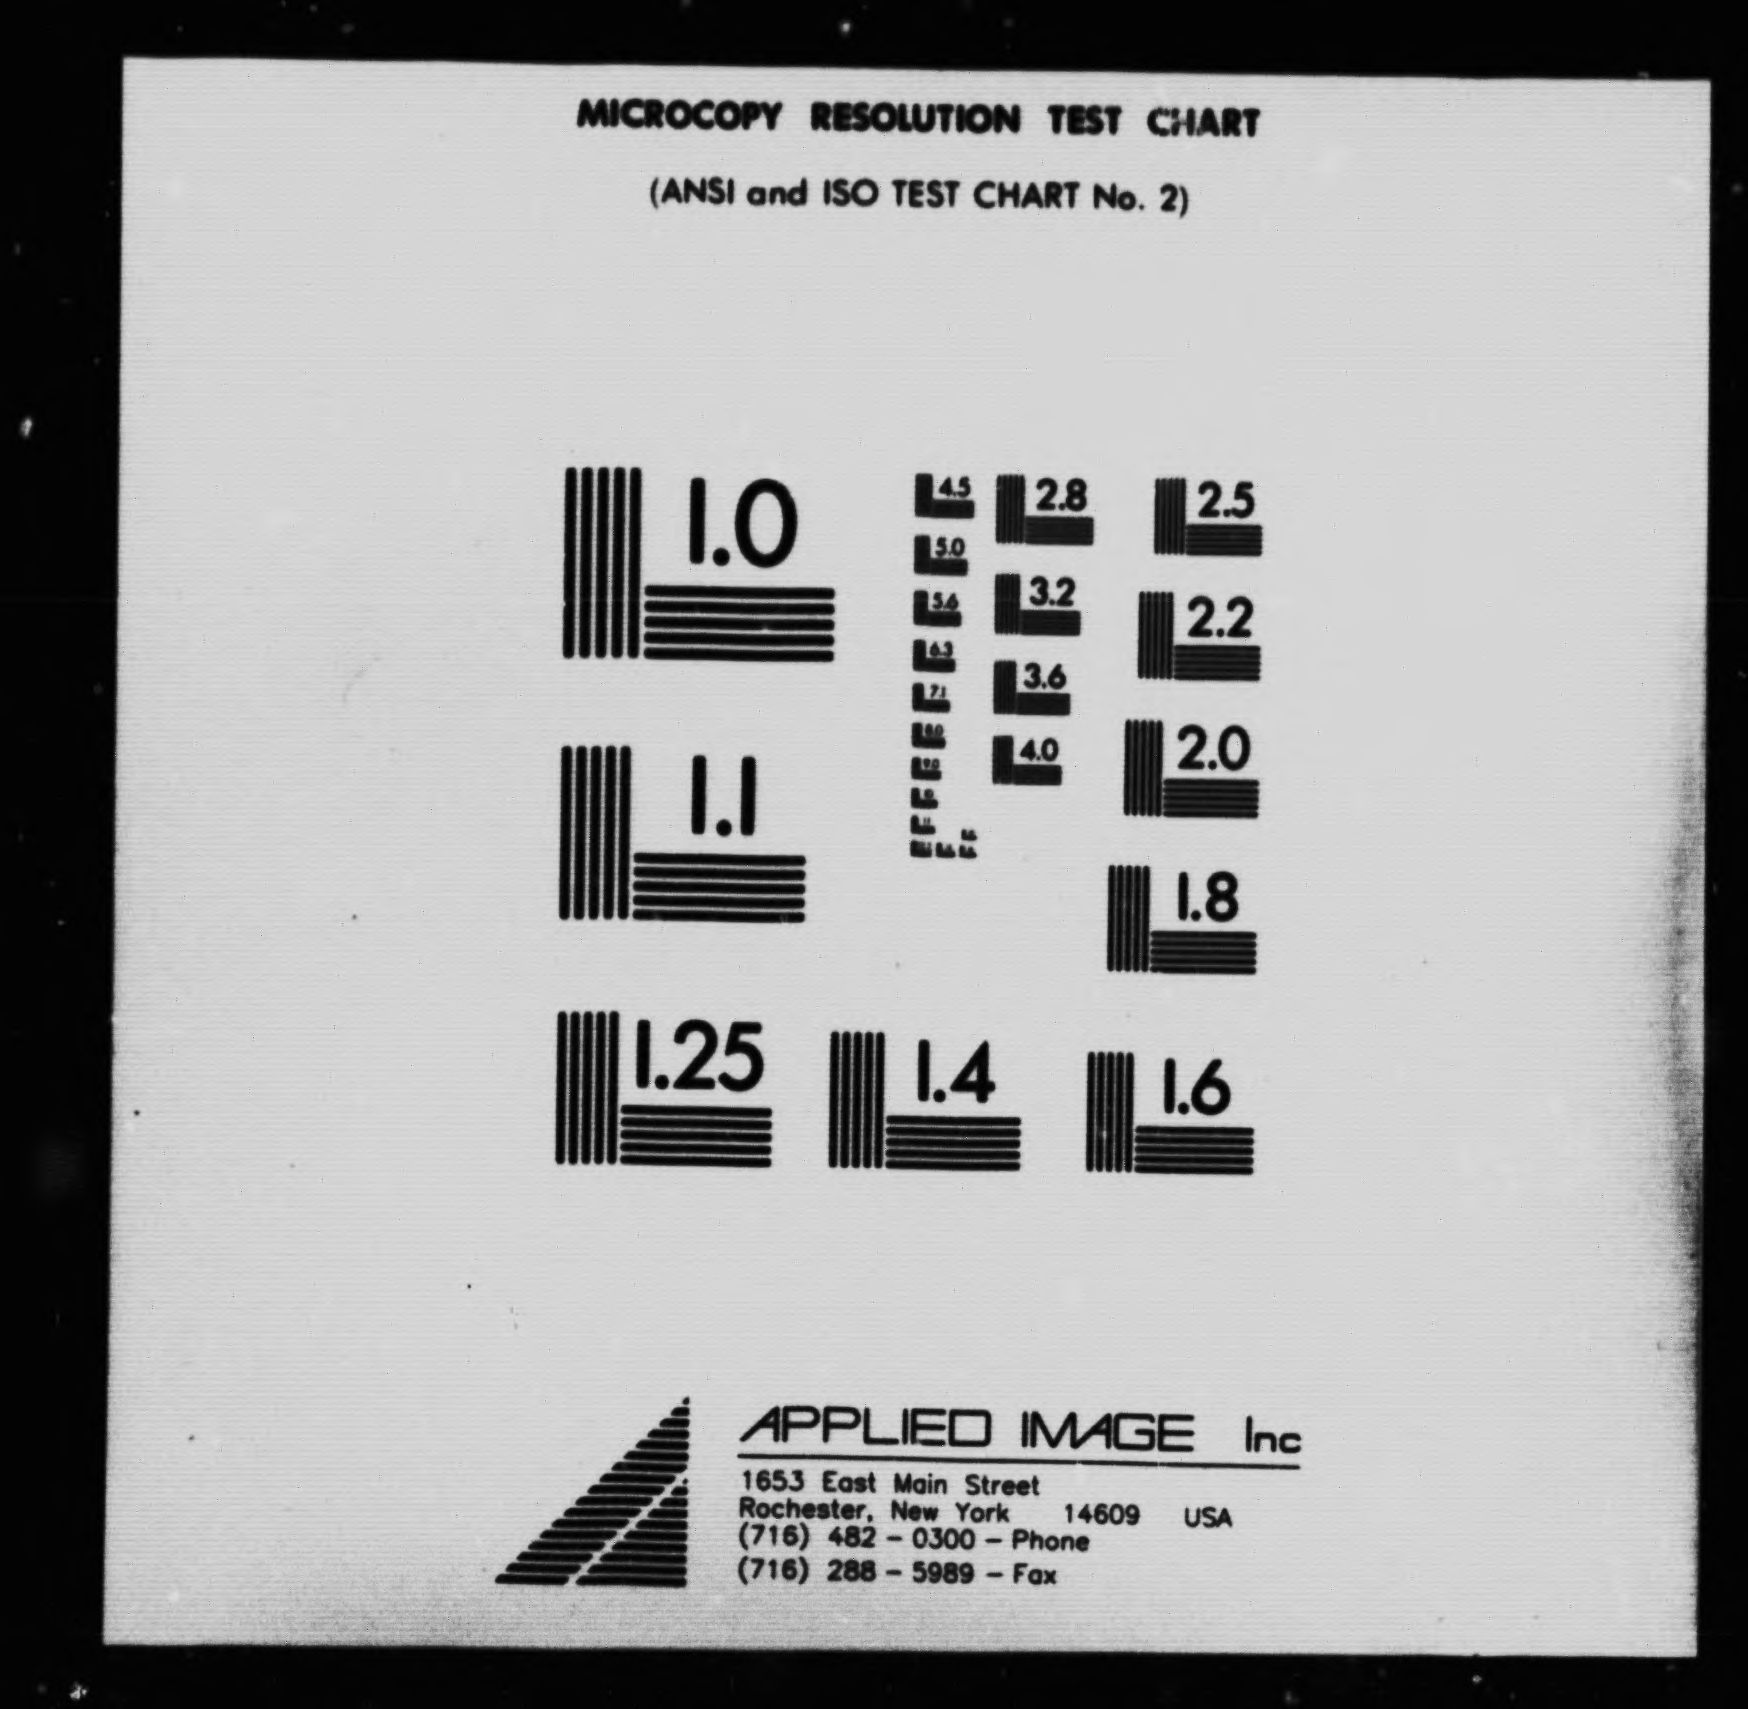 MICROCOPY RESOLUTION TEST CHART
(ANSI and ISO TEST CHART No. 2)
1.0
1.1
1.25
1.4
1.6
1.8
2.0
2.2
2.5
2.8
3.2
3.6
4.0
4.5
5.0
5.6
6.3
7.1
8.0
9.0
APPLIED IMAGE Inc
1653 East Main Street
Rochester, New York 14609 USA
(716) 482 - 0300 - Phone
(716) 288 - 5989 - Fax